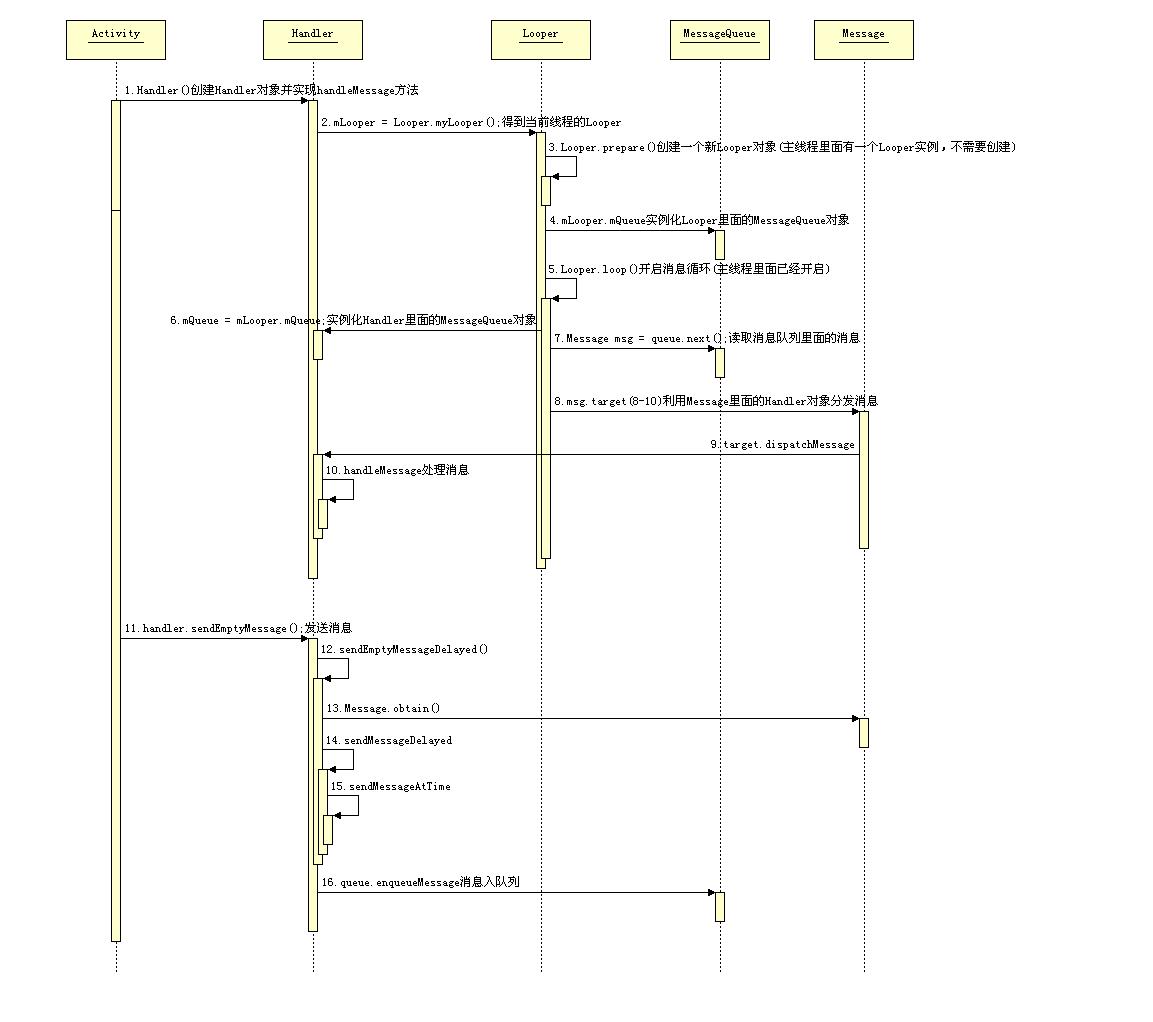 Activity
Handler
Looper
MessageQueue
Message
1.Handler()创建Handler对象并实现handleMessage方法
2.mLooper = Looper.myLooper();得到当前线程的Looper
3.Looper.prepare()创建一个新Looper对象(主线程里面有一个Looper实例，不需要创建)
4.mLooper.mQueue实例化Looper里面的MessageQueue对象
5.Looper.loop()开启消息循环(主线程里面已经开启)
6.mQueue = mLooper.mQueue;实例化Handler里面的MessageQueue对象
7.Message msg = queue.next();读取消息队列里面的消息
8.msg.target(8-10)利用Message里面的Handler对象分发消息
9.target.dispatchMessage
10.handleMessage处理消息
11.handler.sendEmptyMessage();发送消息
12.sendEmptyMessageDelayed()
13.Message.obtain()
14.sendMessageDelayed
15.sendMessageAtTime
16.queue.enqueueMessage消息入队列